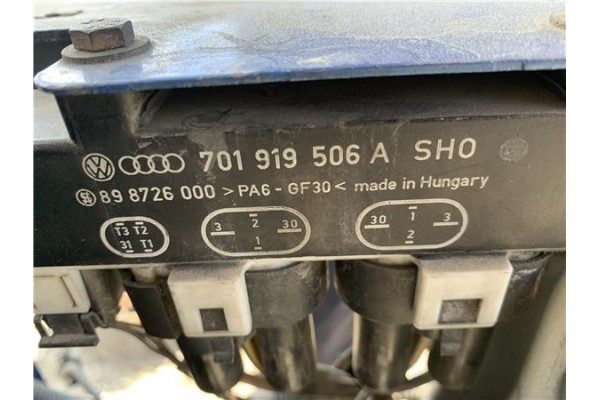 701 919 506 A SHO
89 8726 000 >PA6-GF30< made in Hungary
T3 T2
31 T1
3 2 30
1
30 1 3
2